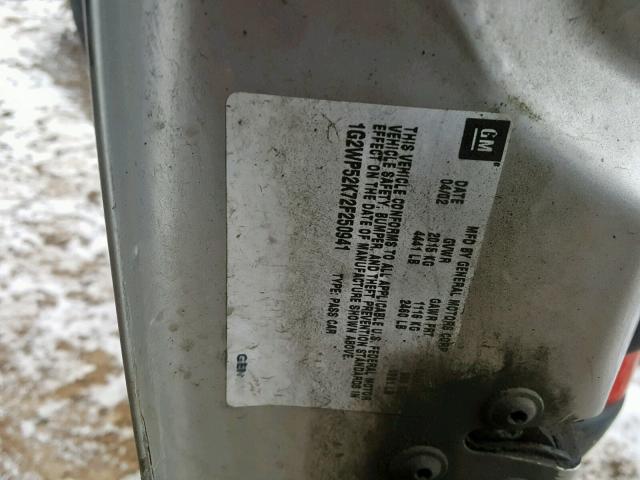 GM
MFD BY GENERAL MOTORS CORP
DATE GVWR GAWR FRT
04/02 2015 KG 1116 KG
4441 LB 2460 LB
THIS VEHICLE CONFORMS TO ALL APPLICABLE U.S. FEDERAL MOTOR
VEHICLE SAFETY, BUMPER, AND THEFT PREVENTION STANDARDS IN
EFFECT ON THE DATE OF MANUFACTURE SHOWN ABOVE.
1G2WP52K72F250941 TYPE: PASS CAR